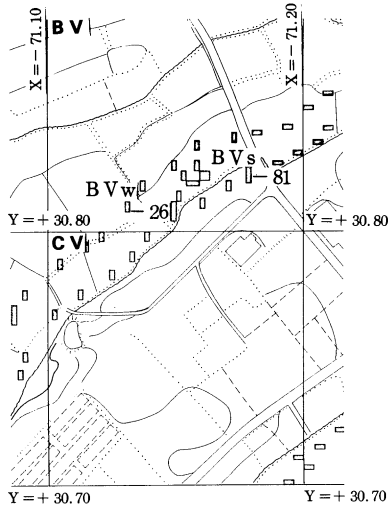 X=−71.10
B V
X=−71.20
B V s
81
B V w
26
Y=+ 30.80
Y=+ 30.80
C V
Y=+ 30.70
Y=+ 30.70